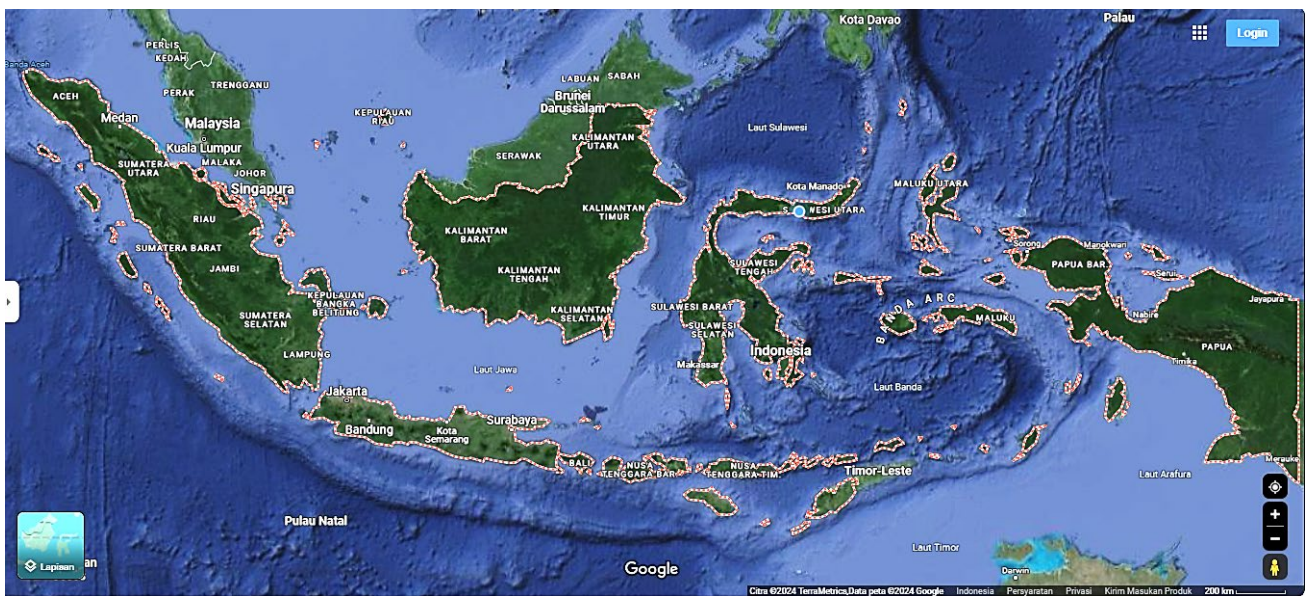 Kota Davao
Palau
Login
PERLIS
KEDAH
Banda Aceh
TRENGGANU
LABUAN
SABAH
ACEH
PERAK
Brunei
Darussalam
Medan
Malaysia
KEPULAUAN
RIAU
Laut Sulawesi
KALIMANTAN
UTARA
Kuala Lumpur
SERAWAK
SUMATERA
UTARA
MALAKA
JOHOR
Singapura
Kota Manado
MALUKU UTARA
RIAU
KALIMANTAN
TIMUR
S
WESI UTARA
KALIMANTAN
BARAT
SUMATERA BARAT
Sorong
Manokwari
JAMBI
KALIMANTAN
TENGAH
SULAWESI
TENGAH
PAPUA BAR
Serui
KEPULAUAN
BANGKA
BELITUNG
BANDA ARC
Jayapura
SUMATERA
SELATAN
KALIMANTAN
SELATAN
SULAWESI BARAT
SULAWESI
SELATAN
MALUKU
Nabire
LAMPUNG
Indonesia
PAPUA
Makassar
Timika
Laut Jawa
Laut Banda
Jakarta
Bandung
Kota
Semarang
Surabaya
BALI
NUSA
TENGGARA BAR
NUSA
TENGGARA TIM.
Timor-Leste
Merauke
Laut Arafura
Pulau Natal
Laut Timor
Lapisan
an
Google
Darwin
Citra ©2024 TerraMetrics,Data peta ©2024 Google Indonesia Persyaratan Privasi Kirim Masukan Produk 200 km